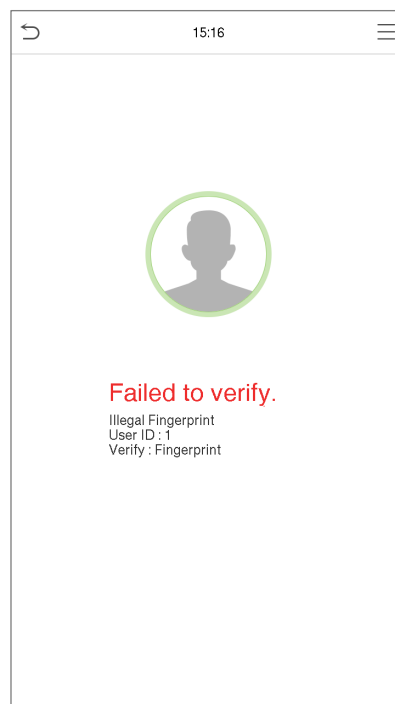 15:16
Failed to verify.
Illegal Fingerprint
User ID : 1
Verify : Fingerprint